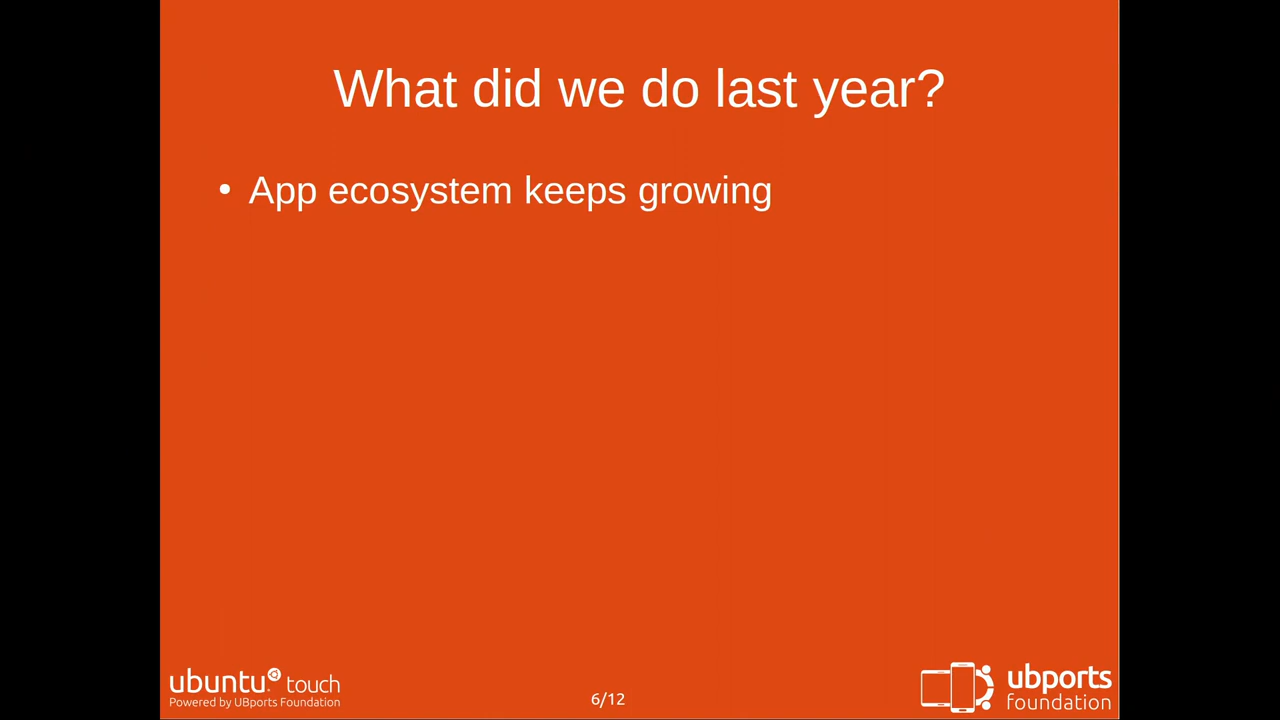 What did we do last year?
• App ecosystem keeps growing
ubuntu touch
Powered by UBports Foundation
6/12
ubports
foundation